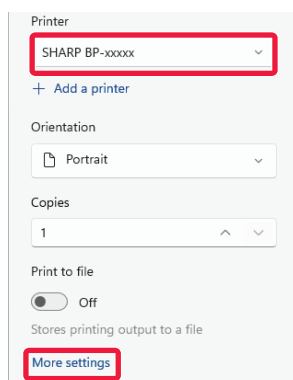 Printer
SHARP BP-xxxxx
+ Add a printer
Orientation
Portrait
Copies
1
Print to file
Off
Stores printing output to a file
More settings